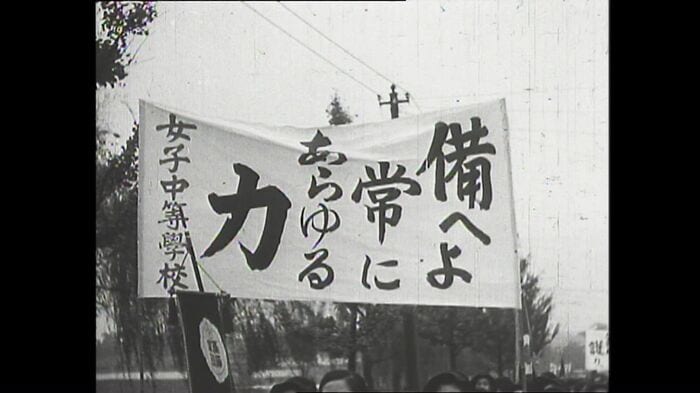 備へよ
常に
あらゆる
力
女子中等學校